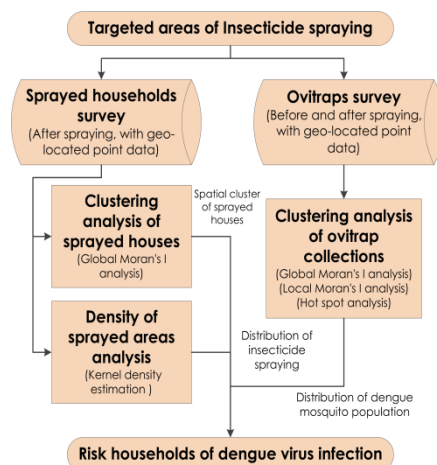 Targeted areas of Insecticide spraying
Sprayed households
survey
(After spraying, with geo-
located point data)
Ovitraps survey
(Before and after spraying,
with geo-located point
data)
Clustering
analysis of
sprayed houses
(Global Moran's I
analysis)
Spatial cluster
of sprayed
houses
Clustering analysis
of ovitrap
collections
(Global Moran's I analysis)
(Local Moran's I analysis)
(Hot spot analysis)
Density of
sprayed areas
analysis
(Kernel density
estimation )
Distribution of
insecticide
spraying
Distribution of dengue
mosquito population
Risk households of dengue virus infection